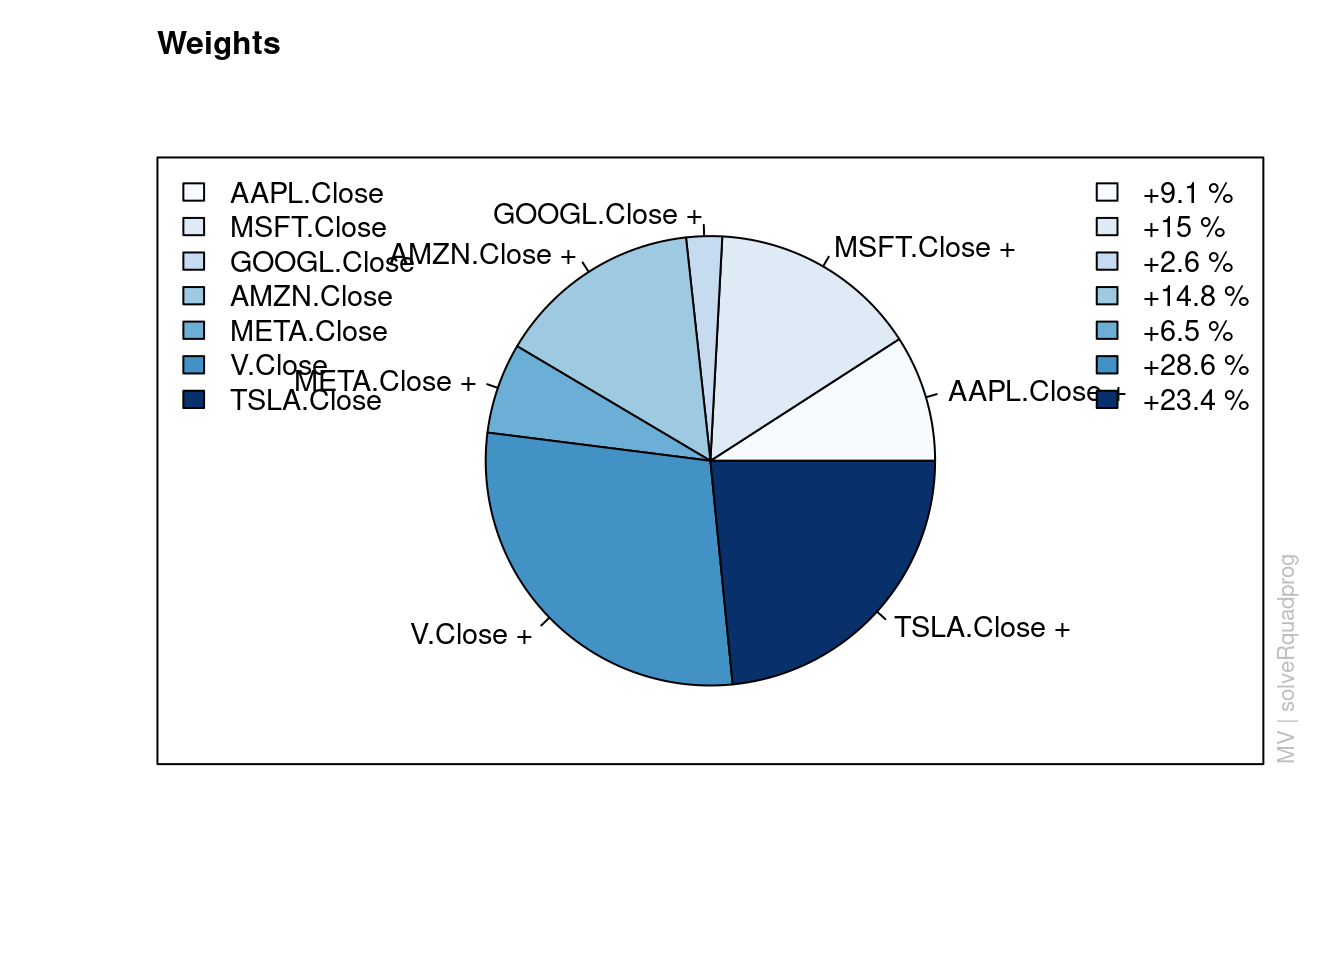 Weights
AAPL.Close
MSFT.Close
GOOGL.Close
AMZN.Close
META.Close
V.Close
TSLA.Close
GOOGL.Close +
AMZN.Close +
META.Close +
V.Close +
MSFT.Close +
AAPL.Close +
TSLA.Close +
+9.1 %
+15 %
+2.6 %
+14.8 %
+6.5 %
+28.6 %
+23.4 %
MV | solveRquadprog